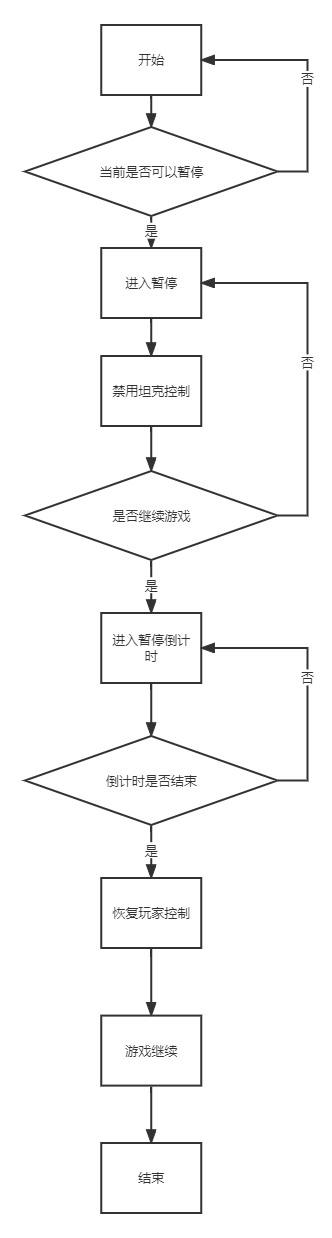 开始
否
当前是否可以暂停
是
进入暂停
否
禁用坦克控制
是否继续游戏
是
进入暂停倒计
时
否
倒计时是否结束
是
恢复玩家控制
游戏继续
结束